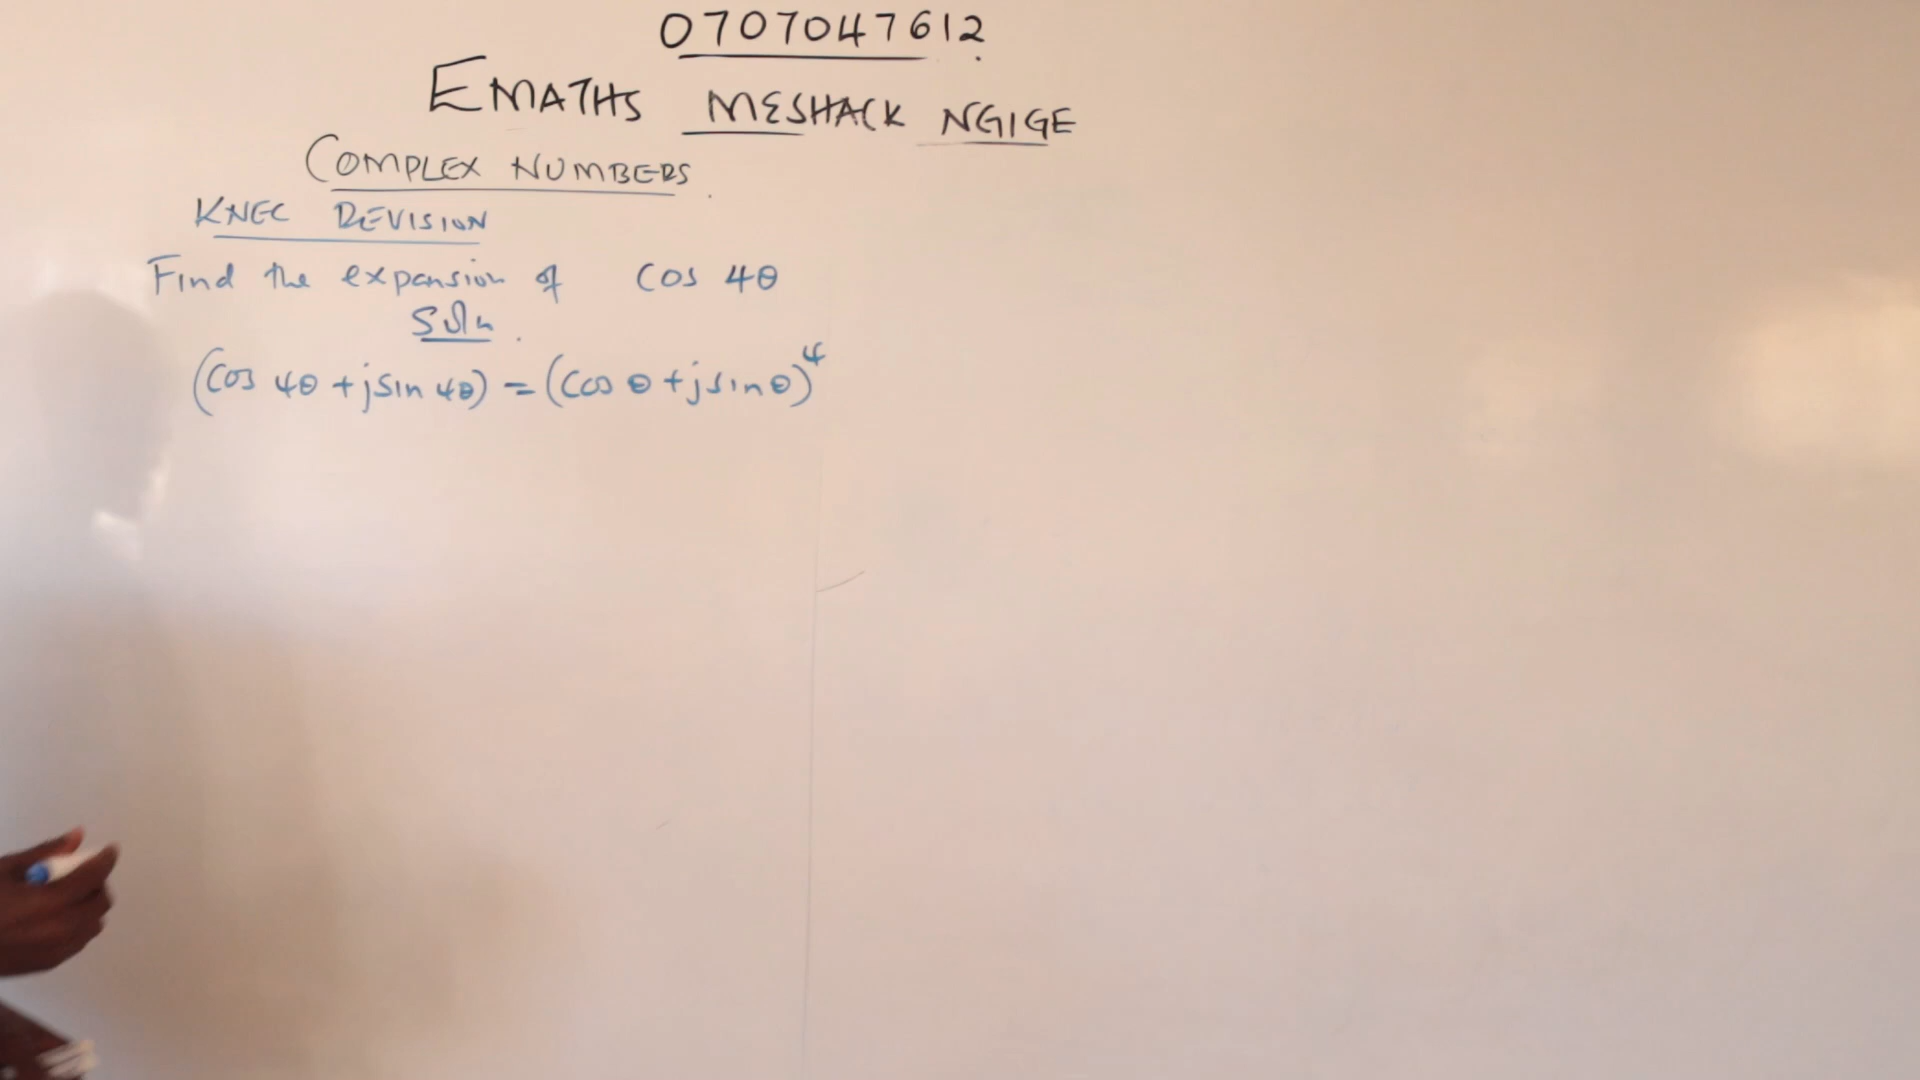 0707047612
EMATHS MESHACK NGIGE
COMPLEX NUMBERS
KNEC REVISION
Find the expansion of Cos 4θ
Soln
(Cos 4θ + jSin 4θ) = (Cos θ + jsinθ)⁴